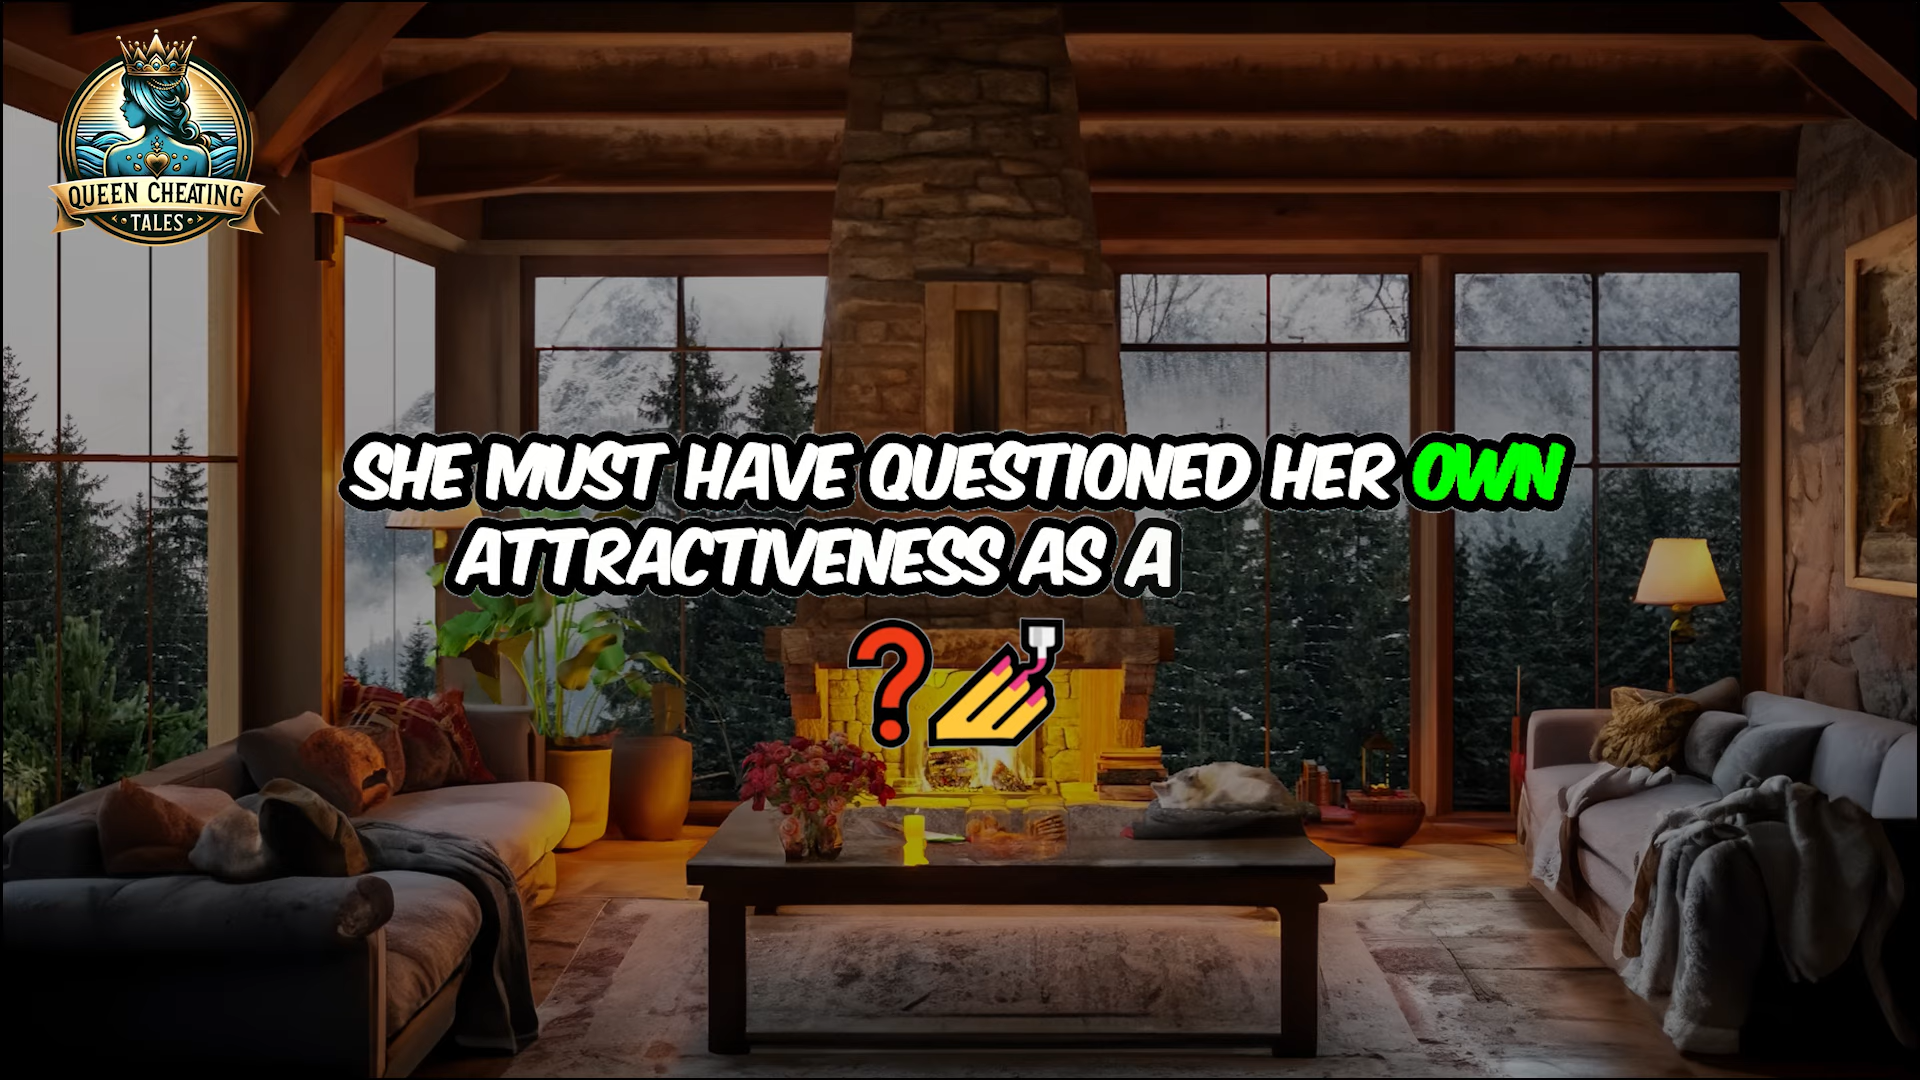 QUEEN CHEATING
TALES
SHE MUST HAVE QUESTIONED HER OWN
ATTRACTIVENESS AS A